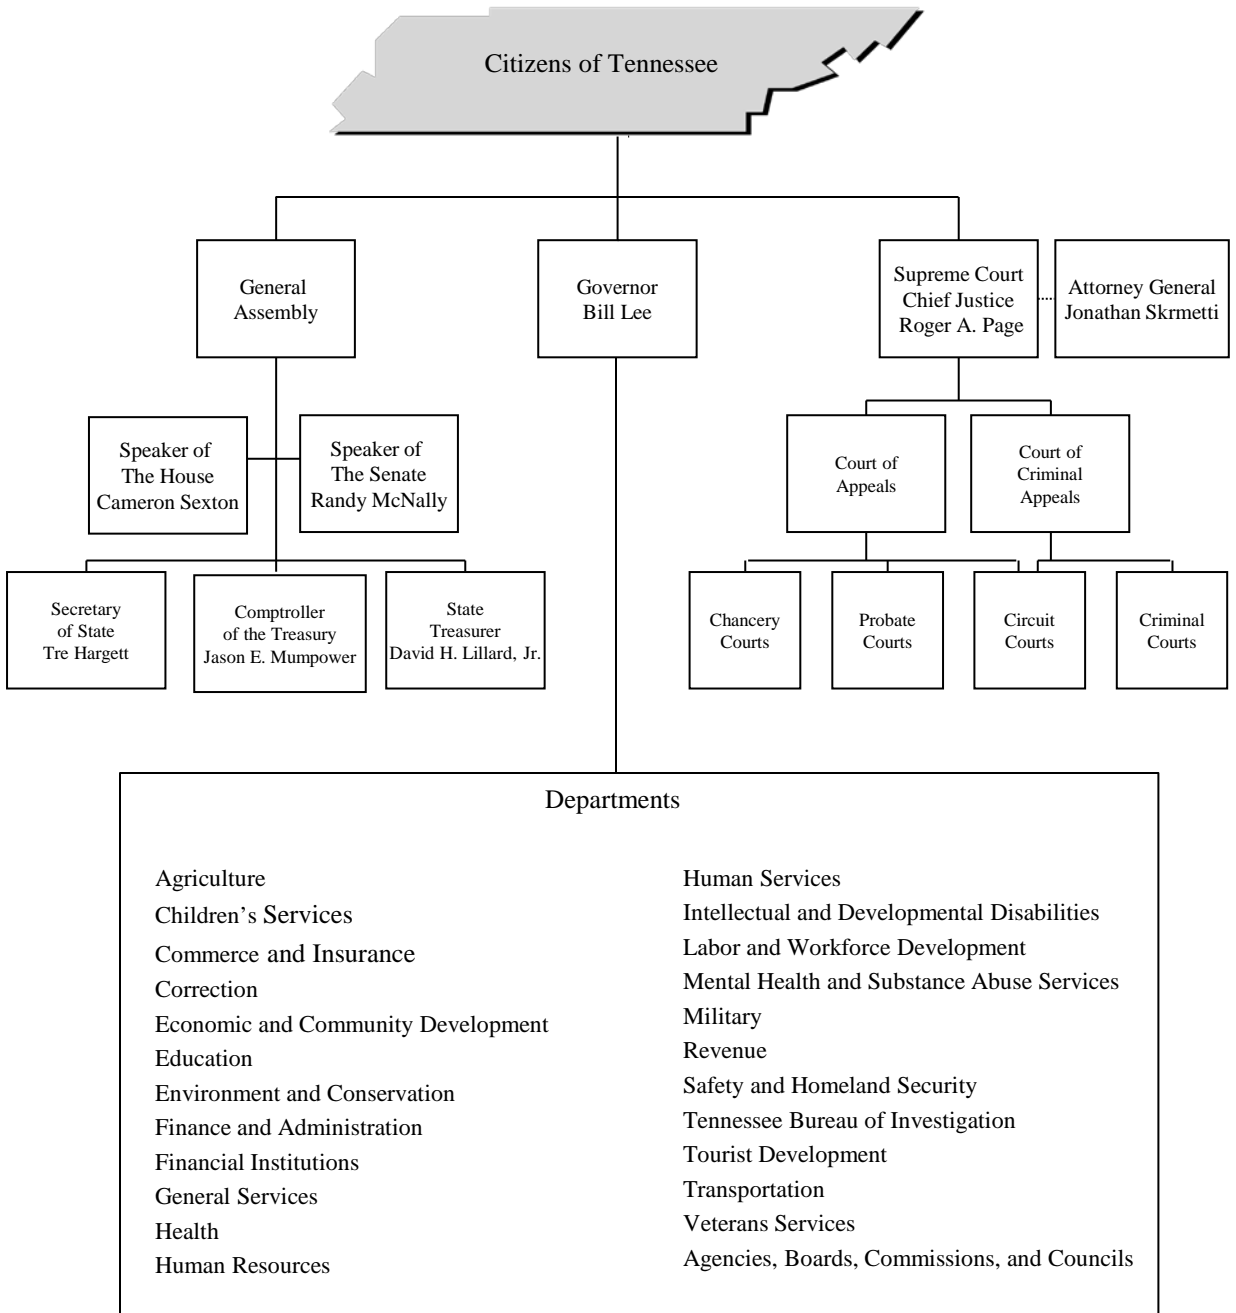 Citizens of Tennessee
General
Assembly
Governor
Bill Lee
Supreme Court
Chief Justice
Roger A. Page
Attorney General
Jonathan Skrmetti
Speaker of
The House
Cameron Sexton
Speaker of
The Senate
Randy McNally
Court of
Appeals
Court of
Criminal
Appeals
Secretary
of State
Tre Hargett
Comptroller
of the Treasury
Jason E. Mumpower
State
Treasurer
David H. Lillard, Jr.
Chancery
Courts
Probate
Courts
Circuit
Courts
Criminal
Courts
Departments
Agriculture
Children’s Services
Commerce and Insurance
Correction
Economic and Community Development
Education
Environment and Conservation
Finance and Administration
Financial Institutions
General Services
Health
Human Resources
Human Services
Intellectual and Developmental Disabilities
Labor and Workforce Development
Mental Health and Substance Abuse Services
Military
Revenue
Safety and Homeland Security
Tennessee Bureau of Investigation
Tourist Development
Transportation
Veterans Services
Agencies, Boards, Commissions, and Councils